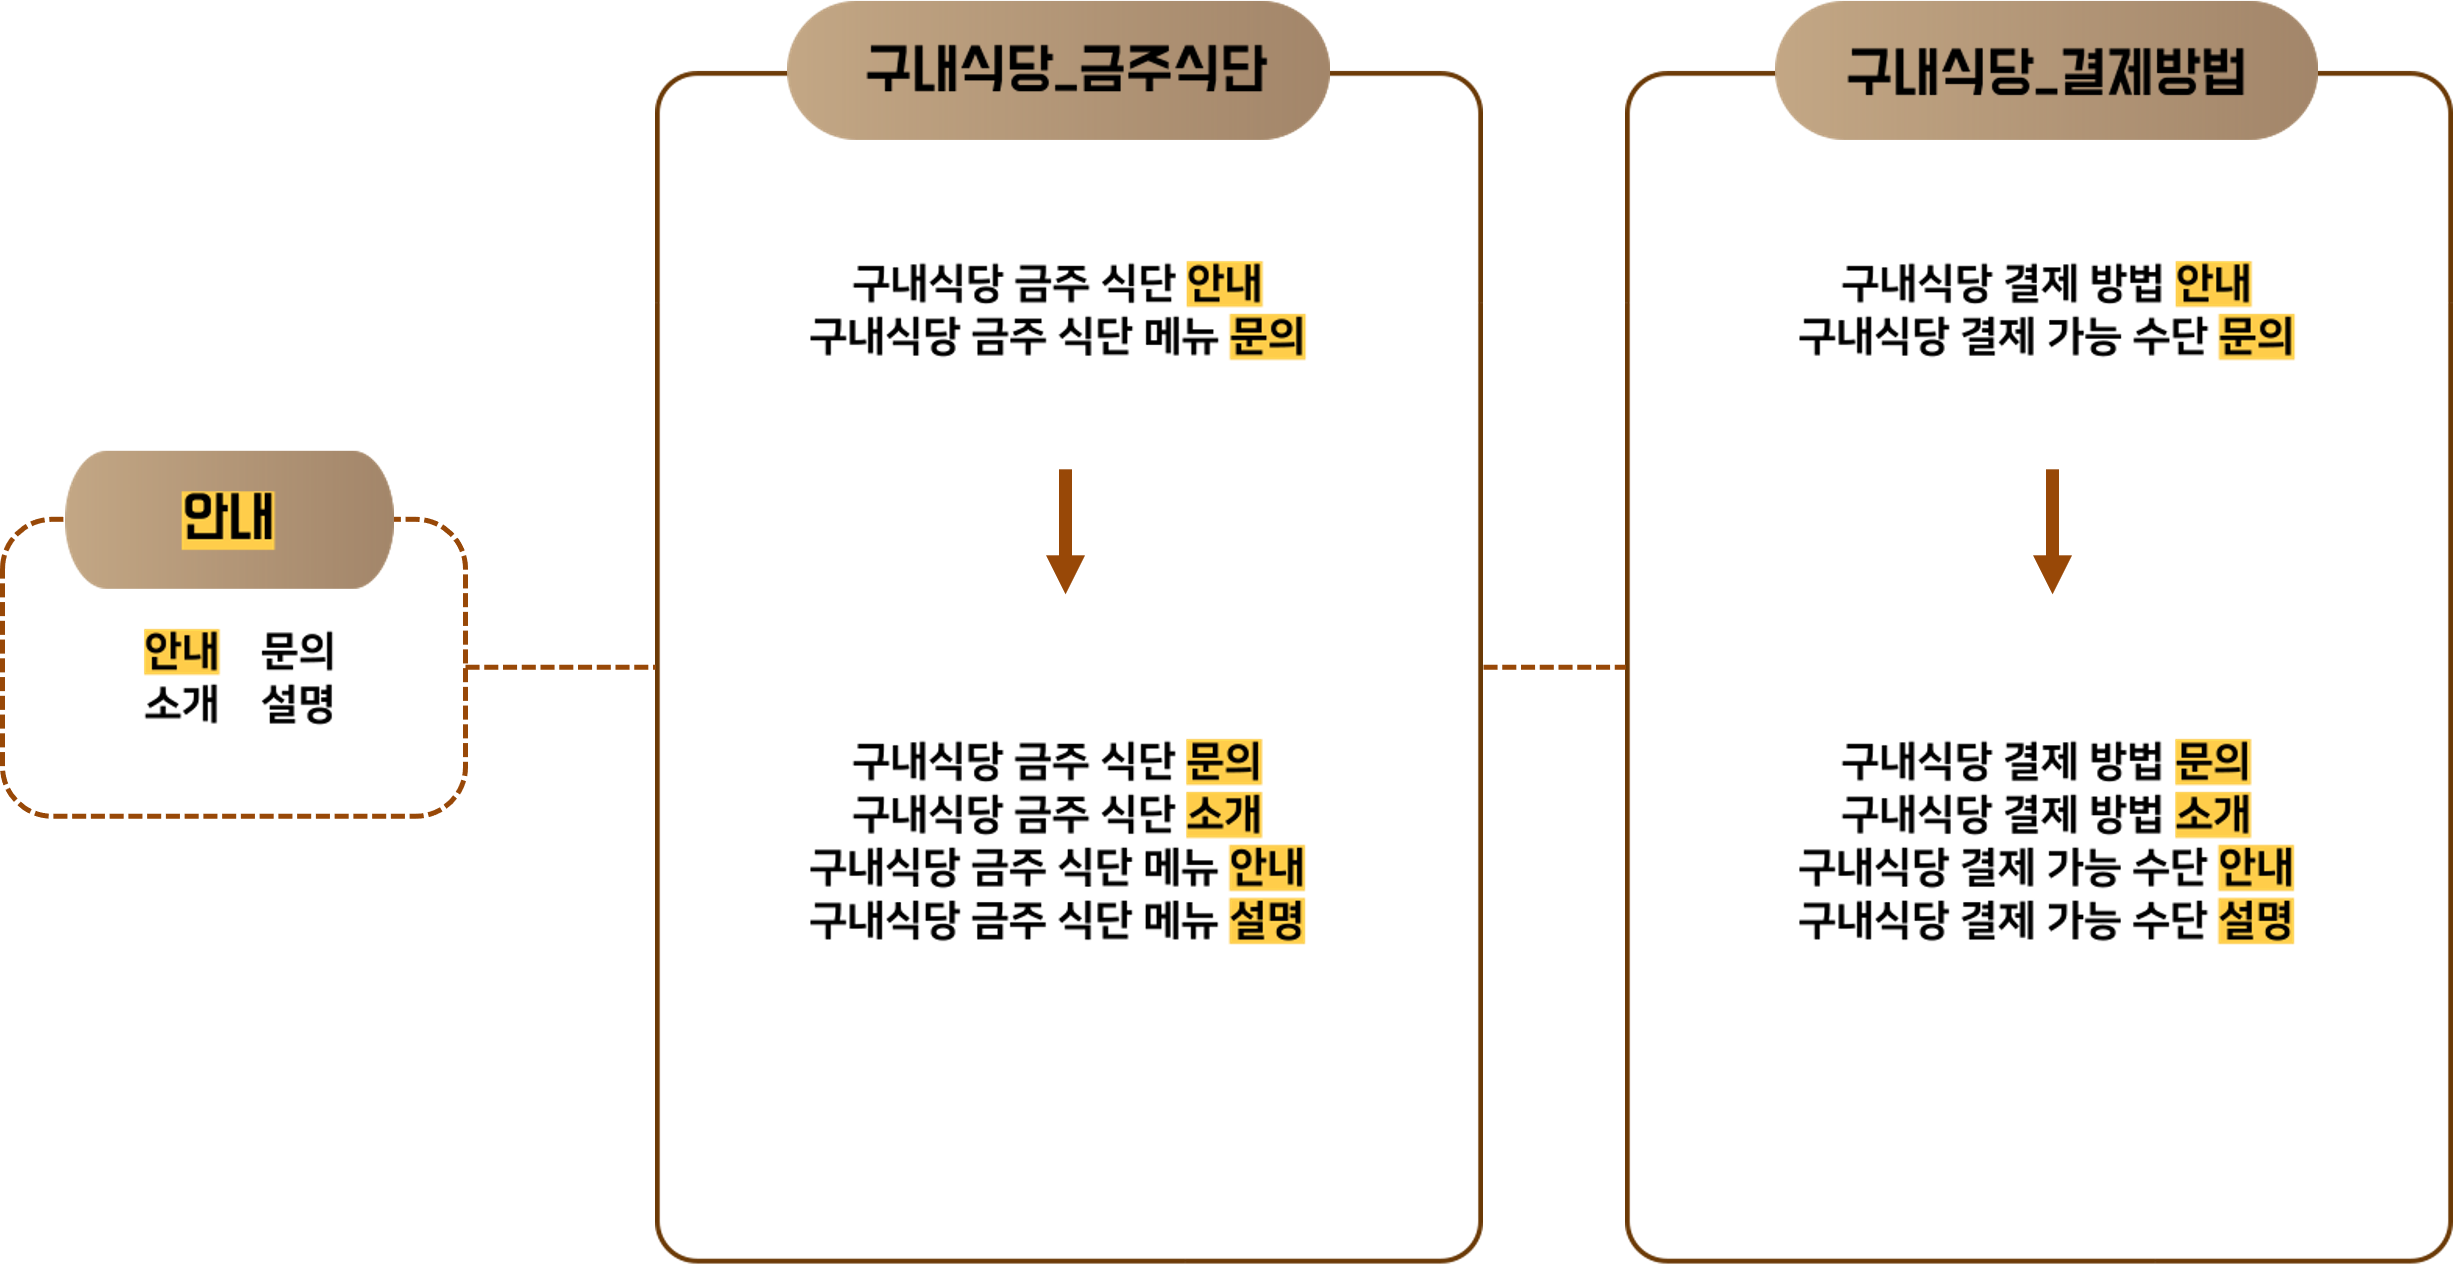 안내
안내 문의
소개 설명
구내식당_금주식단
구내식당 금주 식단 안내
구내식당 금주 식단 메뉴 문의
구내식당 금주 식단 문의
구내식당 금주 식단 소개
구내식당 금주 식단 메뉴 안내
구내식당 금주 식단 메뉴 설명
구내식당_결제방법
구내식당 결제 방법 안내
구내식당 결제 가능 수단 문의
구내식당 결제 방법 문의
구내식당 결제 방법 소개
구내식당 결제 가능 수단 안내
구내식당 결제 가능 수단 설명